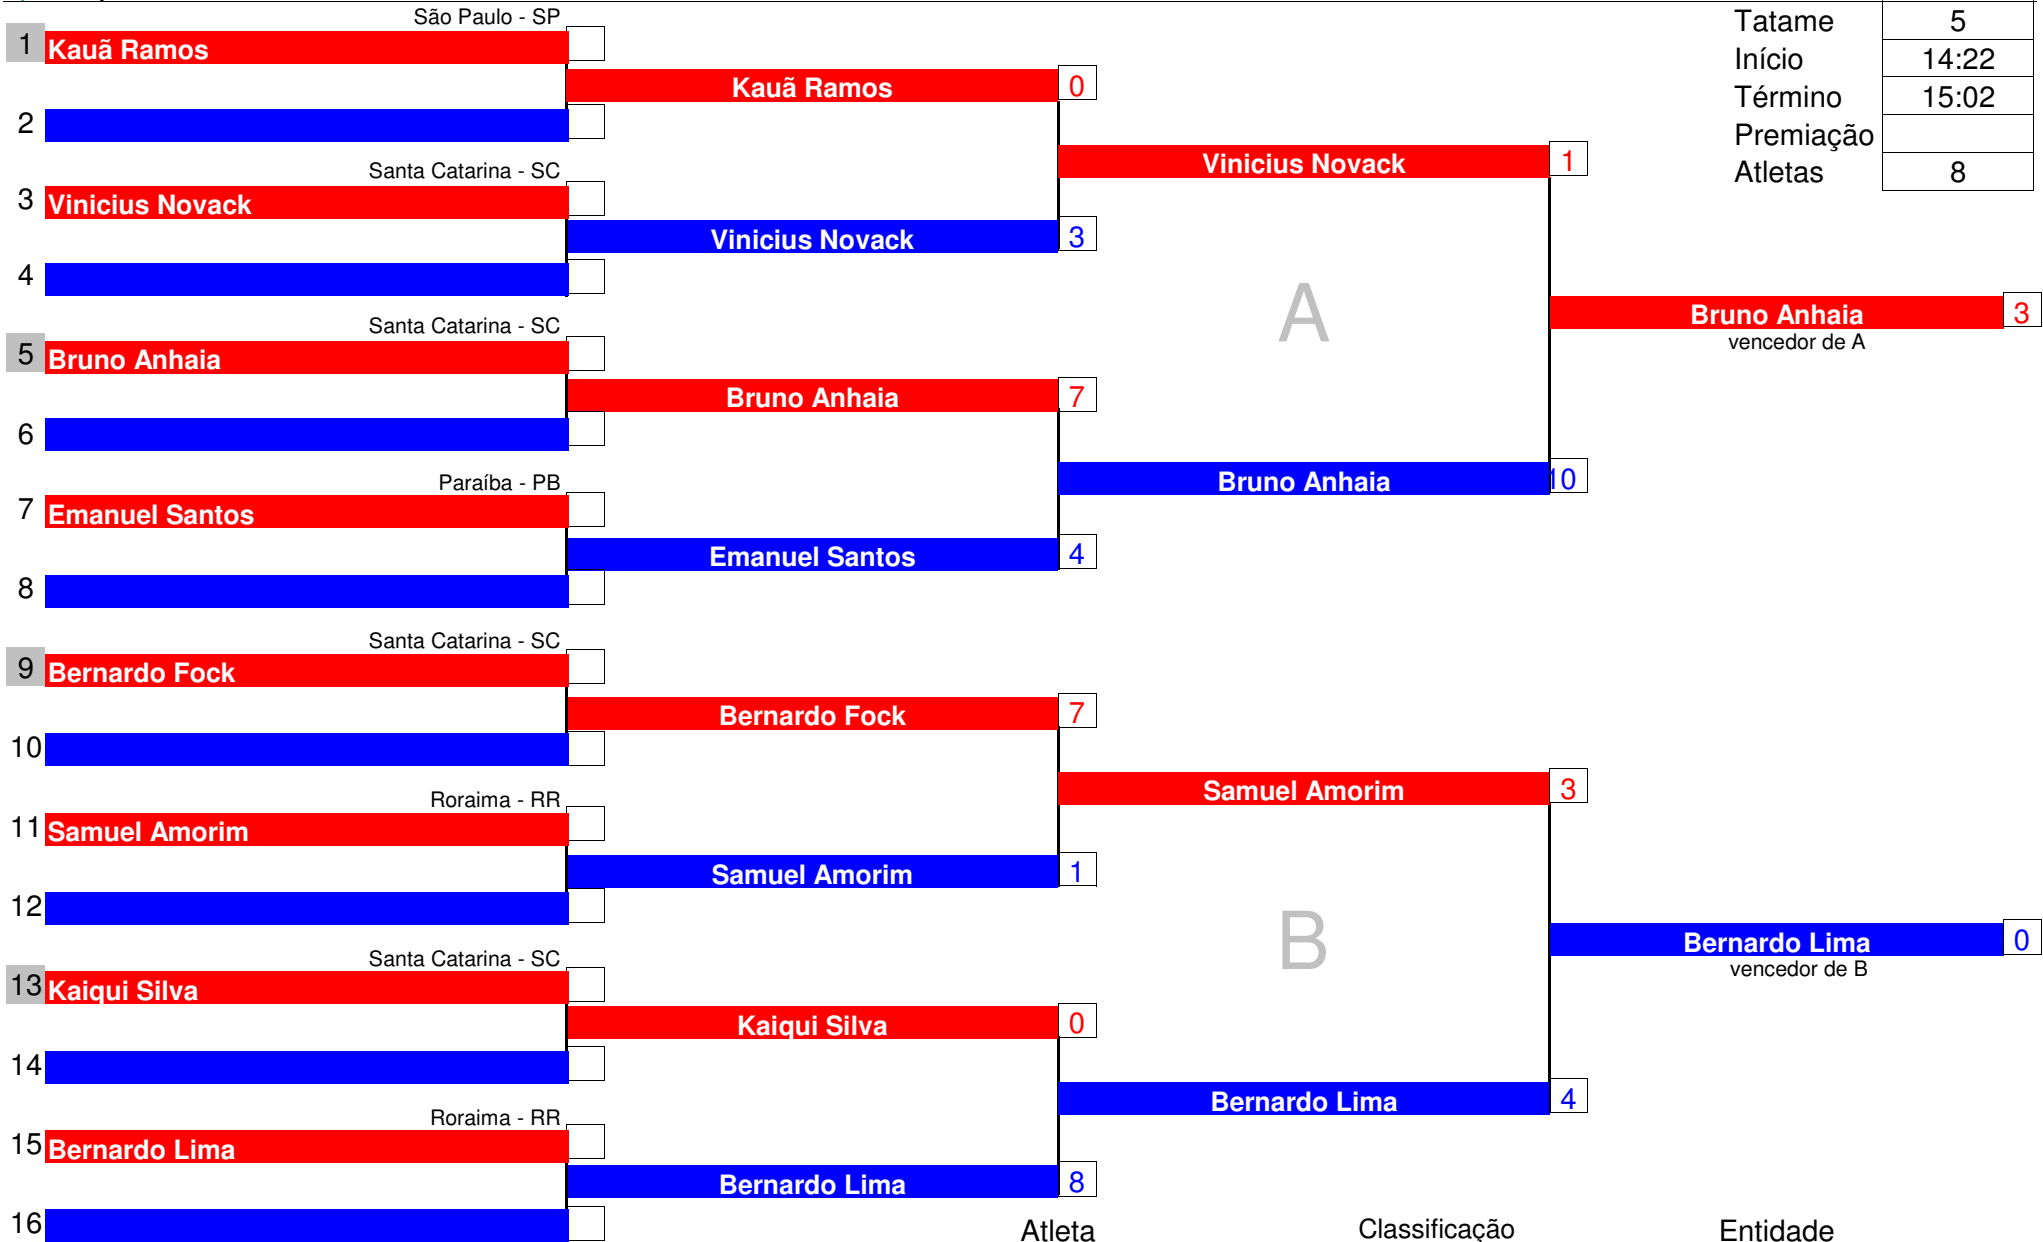 São Paulo - SP
1 Kauã Ramos
Kauã Ramos 0
2
Santa Catarina - SC
3 Vinicius Novack
Vinicius Novack 3
4
Vinicius Novack 1
Tatame 5
Início 14:22
Término 15:02
Premiação
Atletas 8
A
Santa Catarina - SC
5 Bruno Anhaia
Bruno Anhaia 7
6
Paraíba - PB
7 Emanuel Santos
Emanuel Santos 4
8
Bruno Anhaia 10
Bruno Anhaia 3
vencedor de A
Santa Catarina - SC
9 Bernardo Fock
Bernardo Fock 7
10
Roraima - RR
11 Samuel Amorim
Samuel Amorim 1
12
Samuel Amorim 3
B
Santa Catarina - SC
13 Kaiqui Silva
Kaiqui Silva 0
14
Roraima - RR
15 Bernardo Lima
Bernardo Lima 8
16
Bernardo Lima 4
Bernardo Lima 0
vencedor de B
Atleta Classificação Entidade